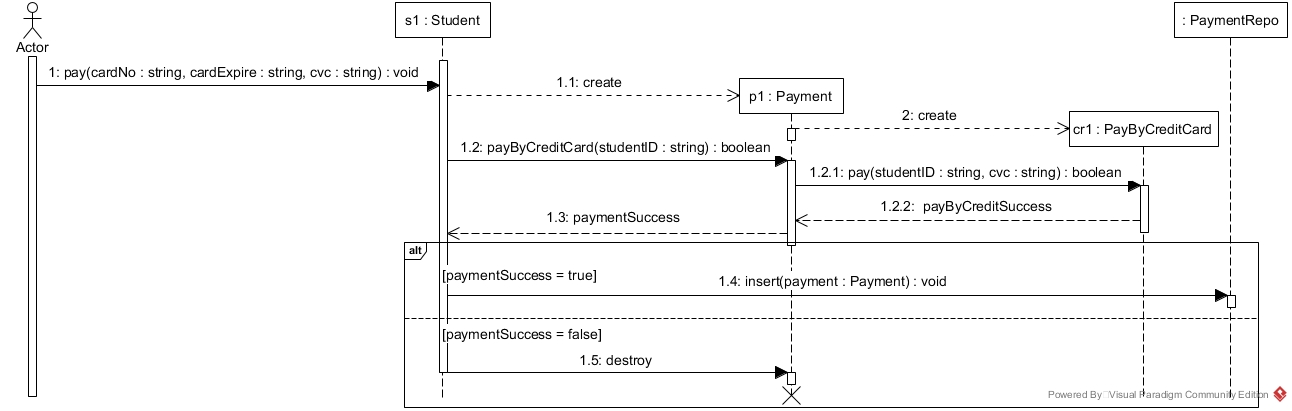 s1 : Student
: PaymentRepo
Actor
1: pay(cardNo : string, cardExpire : string, cvc : string) : void
1.1: create
p1 : Payment
2: create
cr1 : PayByCreditCard
1.2: payByCreditCard(studentID : string) : boolean
1.2.1: pay(studentID : string, cvc : string) : boolean
1.2.2: payByCreditSuccess
1.3: paymentSuccess
alt
[paymentSuccess = true]
1.4: insert(payment : Payment) : void
[paymentSuccess = false]
1.5: destroy
Powered By Visual Paradigm Community Edition